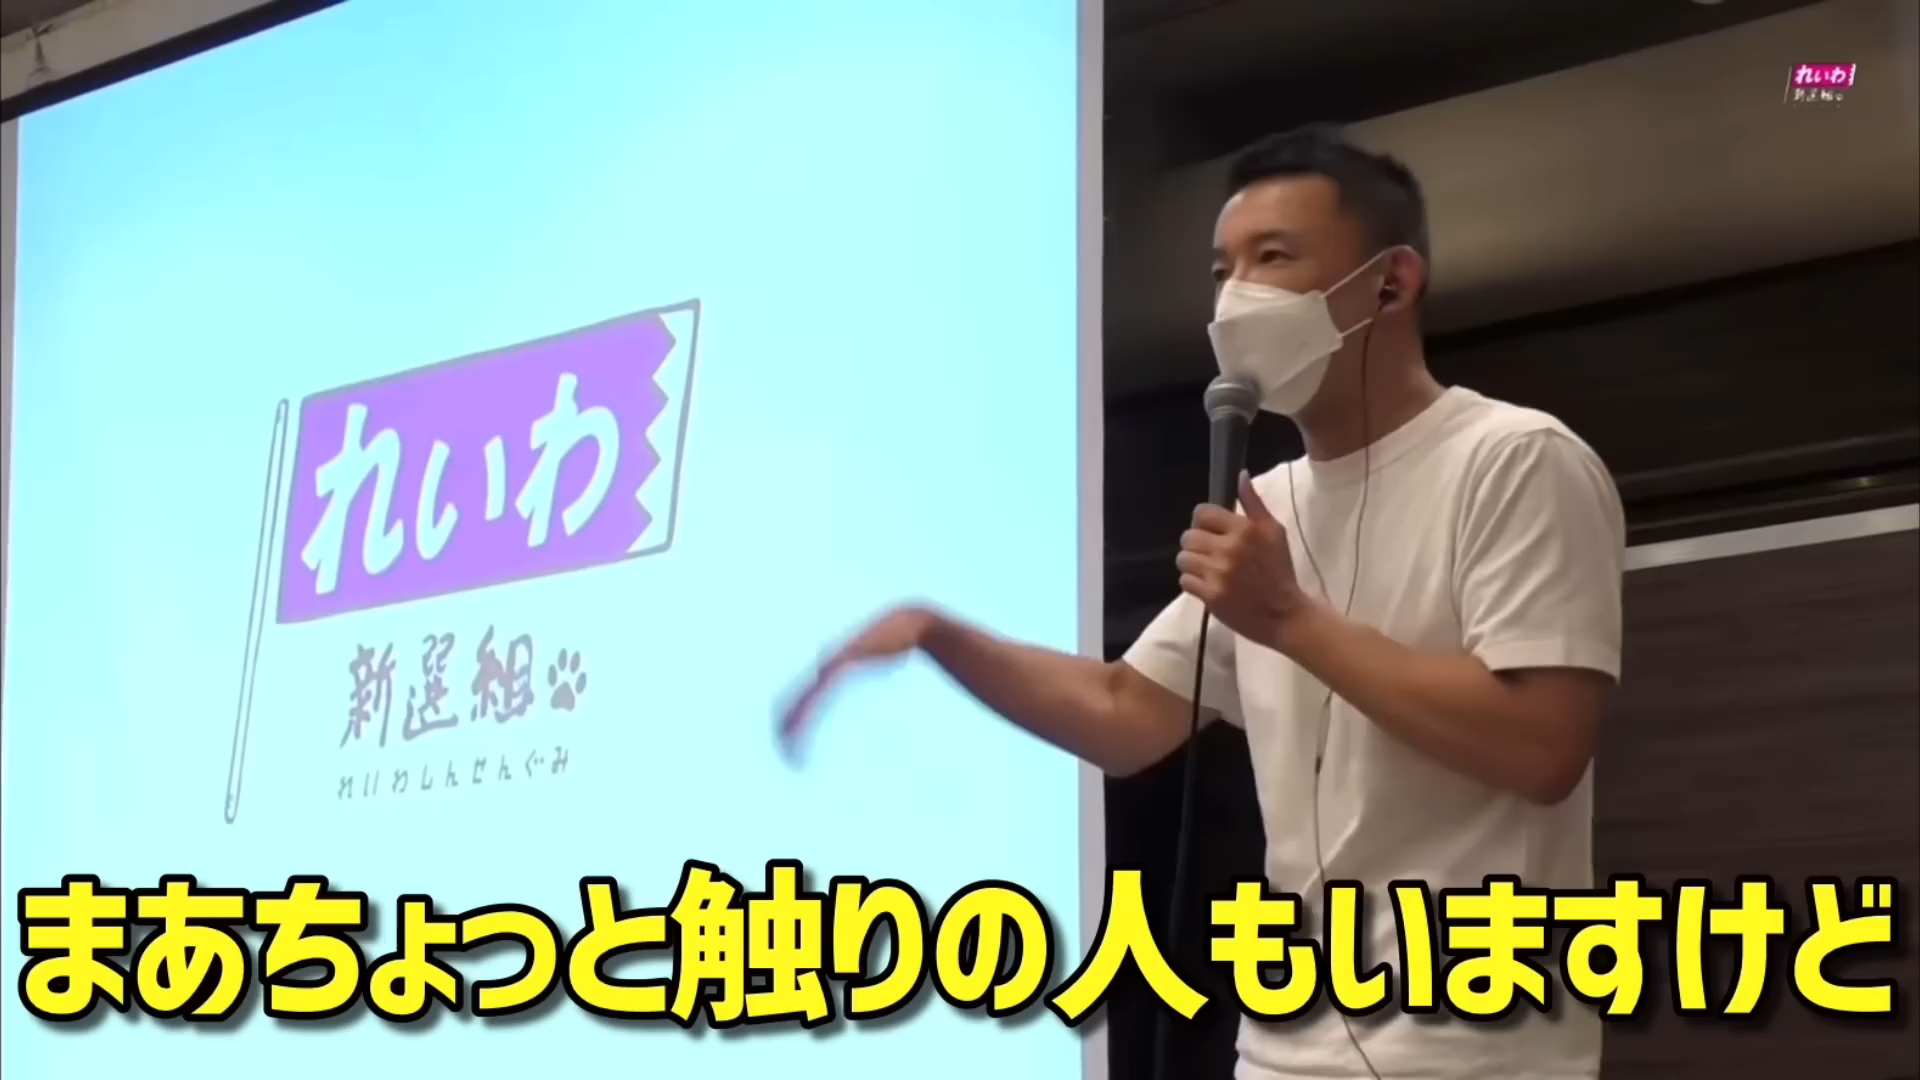 れいわ
新選組
れいわ
新選組
れいわしんせんぐみ
まあちょっと触りの人もいますけど